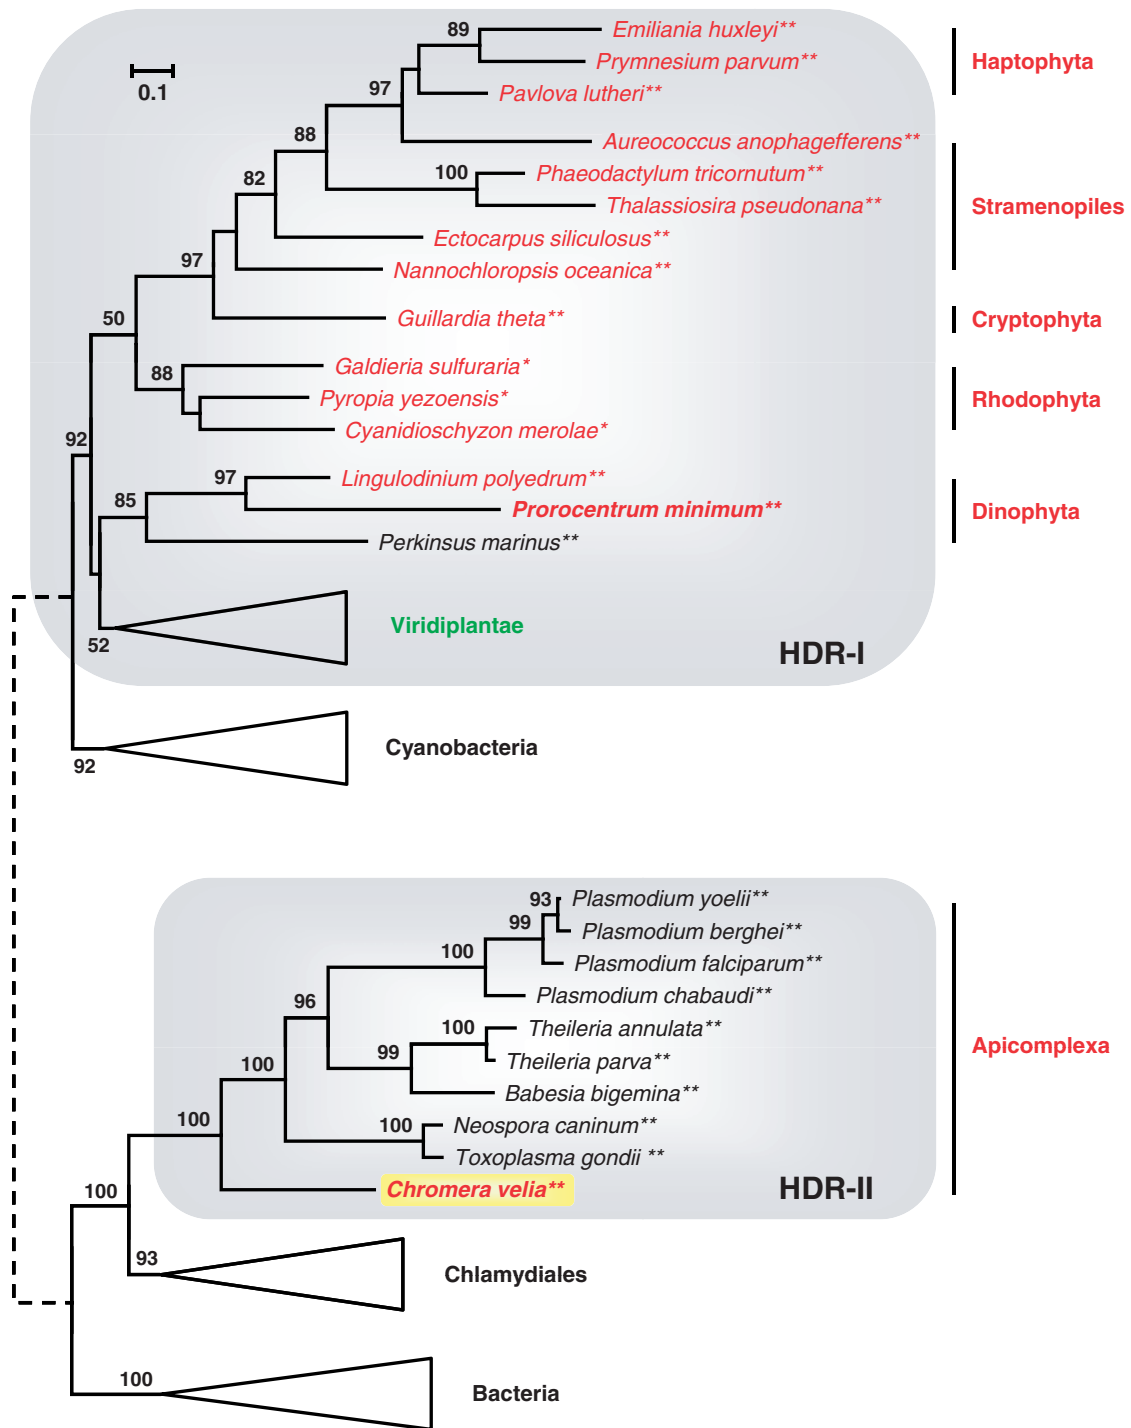 89
Emiliania huxleyi**
Prymnesium parvum**
Pavlova lutheri**
Haptophyta
0.1
97
Aureococcus anophagefferens**
88
100
Phaeodactylum tricornutum**
Thalassiosira pseudonana**
Stramenopiles
82
Ectocarpus siliculosus**
97
Nannochloropsis oceanica**
Guillardia theta**
Cryptophyta
50
Galdieria sulfuraria*
88
Pyropia yezoensis*
Rhodophyta
Cyanidioschyzon merolae*
92
97
Lingulodinium polyedrum**
85
Prorocentrum minimum**
Dinophyta
Perkinsus marinus**
Viridiplantae
52
HDR-I
Cyanobacteria
92
93
Plasmodium yoelii**
99
Plasmodium berghei**
100
Plasmodium falciparum**
Plasmodium chabaudi**
96
100
Theileria annulata**
99
Theileria parva**
Apicomplexa
100
Babesia bigemina**
100
100
Neospora caninum**
Toxoplasma gondii **
Chromera velia**
HDR-II
100
93
Chlamydiales
100
Bacteria